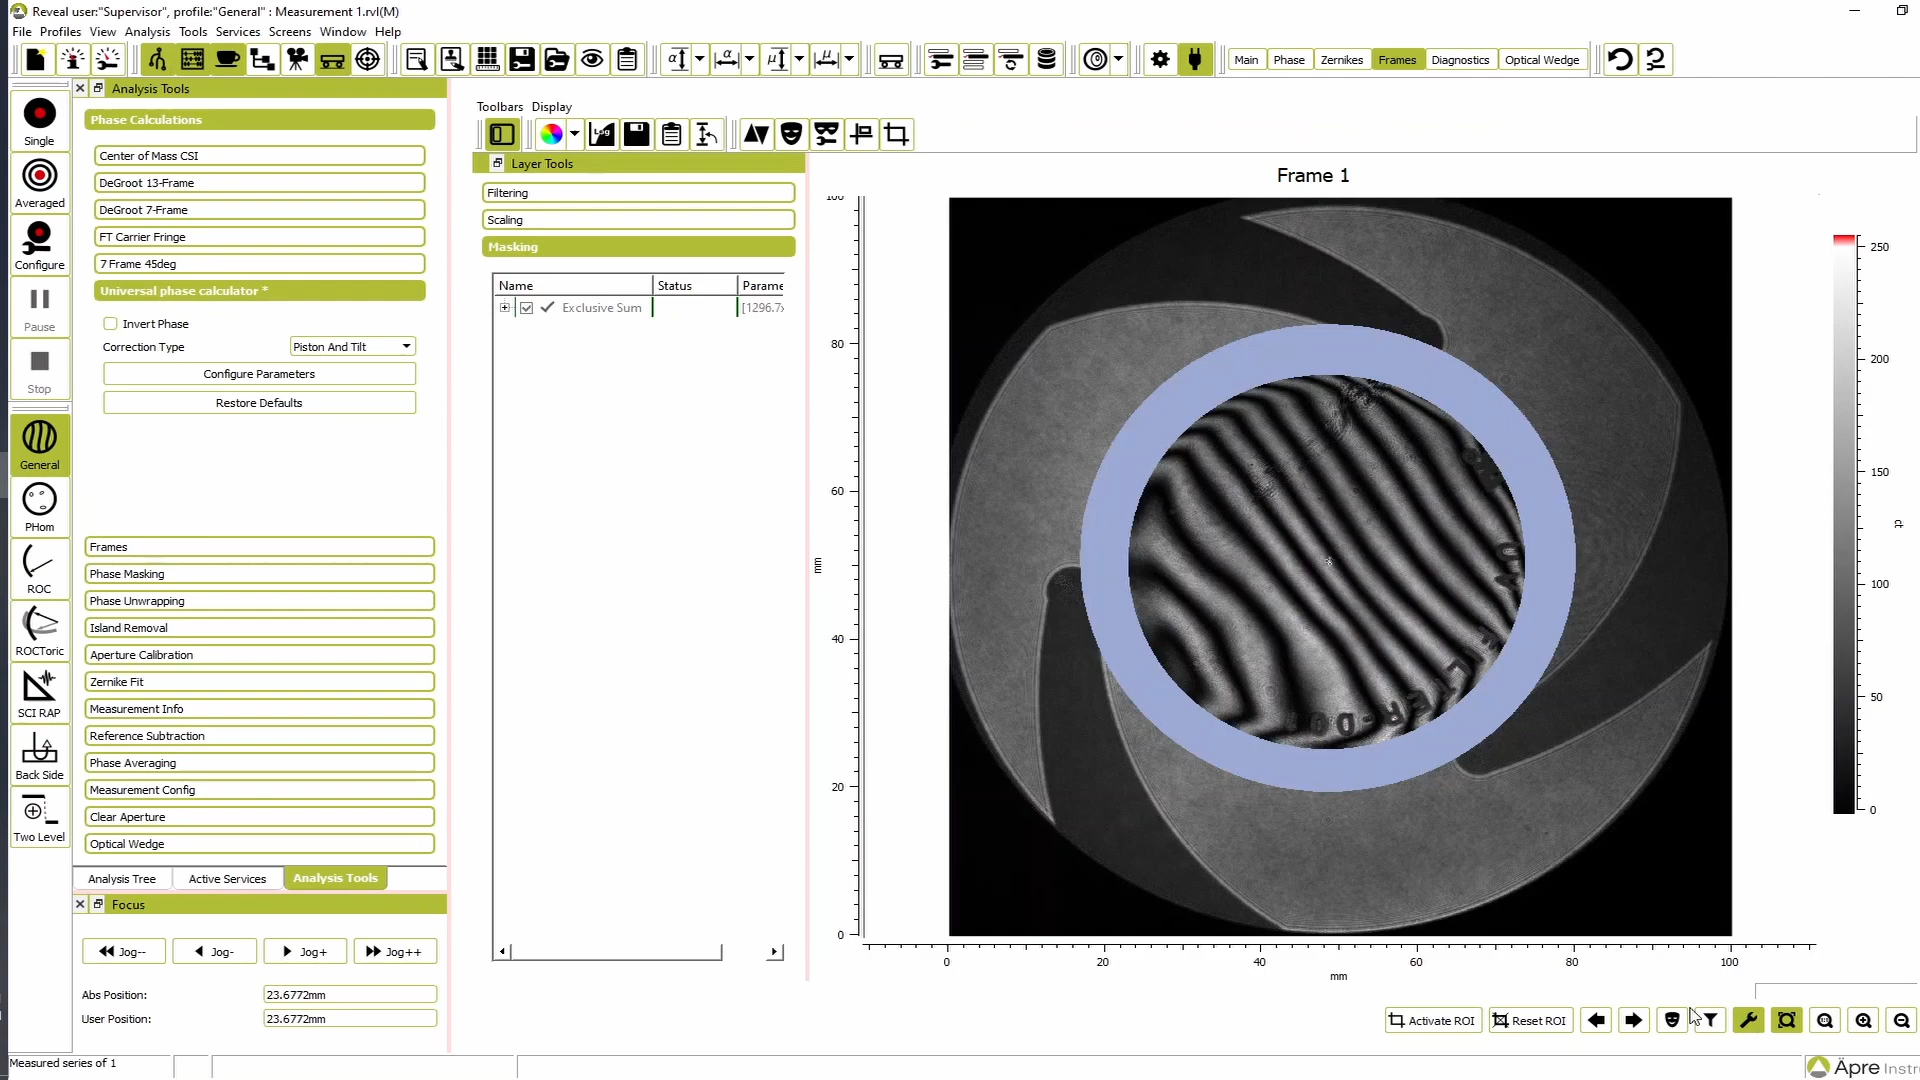 Reveal user:"Supervisor", profile:"General" : Measurement 1.rvl(M)
File Profiles View Analysis Tools Services Screens Window Help
α α μ μ Main Phase Zernikes Frames Diagnostics Optical Wedge
Single
Averaged
Configure
Pause
Stop
General
PHom
ROC
ROCToric
SCI RAP
Back Side
Two Level
Analysis Tools
Phase Calculations
Center of Mass CSI
DeGroot 13-Frame
DeGroot 7-Frame
FT Carrier Fringe
7 Frame 45deg
Universal phase calculator *
Invert Phase
Correction Type Piston And Tilt
Configure Parameters
Restore Defaults
Frames
Phase Masking
Phase Unwrapping
Island Removal
Aperture Calibration
Zernike Fit
Measurement Info
Reference Subtraction
Phase Averaging
Measurement Config
Clear Aperture
Optical Wedge
Analysis Tree Active Services Analysis Tools
Focus
Jog-- Jog- Jog+ Jog++
Abs Position: 23.6772mm
User Position: 23.6772mm
Measured series of 1
Toolbars Display
Log
Layer Tools
Filtering
Scaling
Masking
Name Status Parame
Exclusive Sum [1296.7x
Frame 1
100
80
60
40
20
0
mm
0 20 40 60 80 100
mm
250
200
150
100
50
0
ct
Activate ROI Reset ROI
Äpre Instr